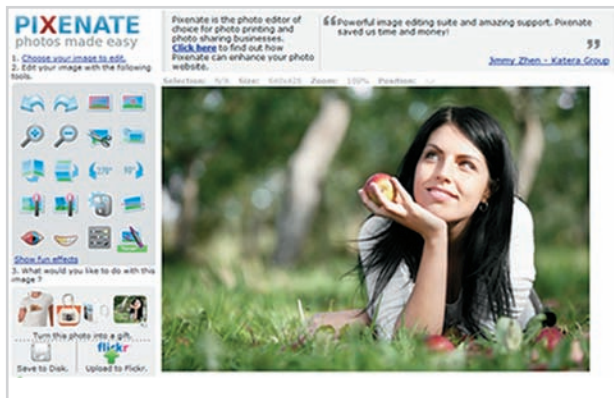 PIXENATE
photos made easy
1. Choose your image to edit.
2. Edit your image with the following
tools.
Show fun effects
3. What would you like to do with this
image ?
Turn this photo into a gift.
Save to Disk.
flickr
Upload to Flickr.
Pixenate is the photo editor of
choice for photo printing and
photo sharing businesses.
Click here to find out how
Pixenate can enhance your photo
website.
“Powerful image editing suite and amazing support. Pixenate
saved us time and money!
”
Jimmy Zhen - Katera Group
Selection: N/A Size: 640x426 Zoom: 100% Position: